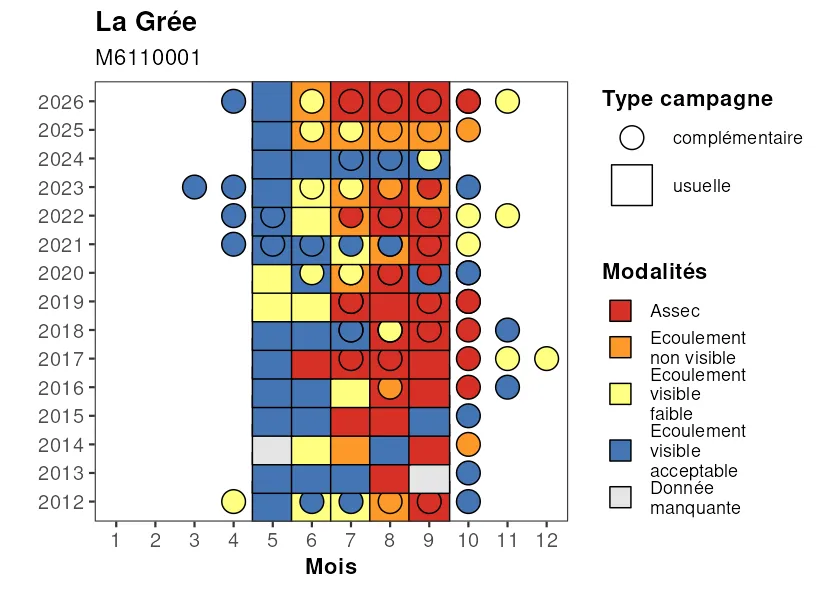 La Grée
M6110001
2026
2025
2024
2023
2022
2021
2020
2019
2018
2017
2016
2015
2014
2013
2012
1 2 3 4 5 6 7 8 9 10 11 12
Mois
Type campagne
complémentaire
usuelle
Modalités
Assec
Ecoulement
non visible
Ecoulement
visible
faible
Ecoulement
visible
acceptable
Donnée
manquante